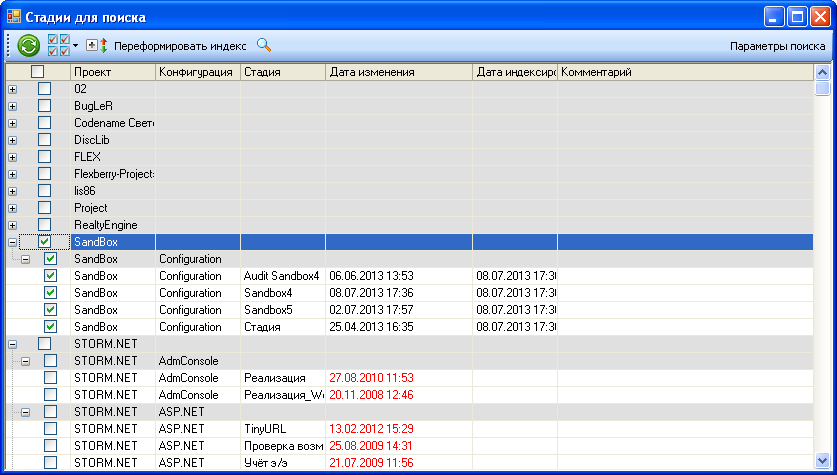 Стадии для поиска
Переформировать индекс Параметры поиска
Проект Конфигурация Стадия Дата изменения Дата индексиро Комментарий
02
BugLeR
Codename Свето
DiscLib
FLEX
Flexberry-Projects
lis86
Project
RealtyEngine
SandBox
SandBox Configuration
SandBox Configuration Audit Sandbox4 06.06.2013 13:53 08.07.2013 17:30
SandBox Configuration Sandbox4 08.07.2013 17:36 08.07.2013 17:30
SandBox Configuration Sandbox5 02.07.2013 17:57 08.07.2013 17:30
SandBox Configuration Стадия 25.04.2013 16:35 08.07.2013 17:30
STORM.NET
STORM.NET AdmConsole
STORM.NET AdmConsole Реализация 27.08.2010 11:53
STORM.NET AdmConsole Реализация_We 20.11.2008 12:46
STORM.NET ASP.NET
STORM.NET ASP.NET TinyURL 13.02.2012 15:29
STORM.NET ASP.NET Проверка возм 25.08.2009 14:31
STORM.NET ASP.NET Учёт э/э 21.07.2009 11:56